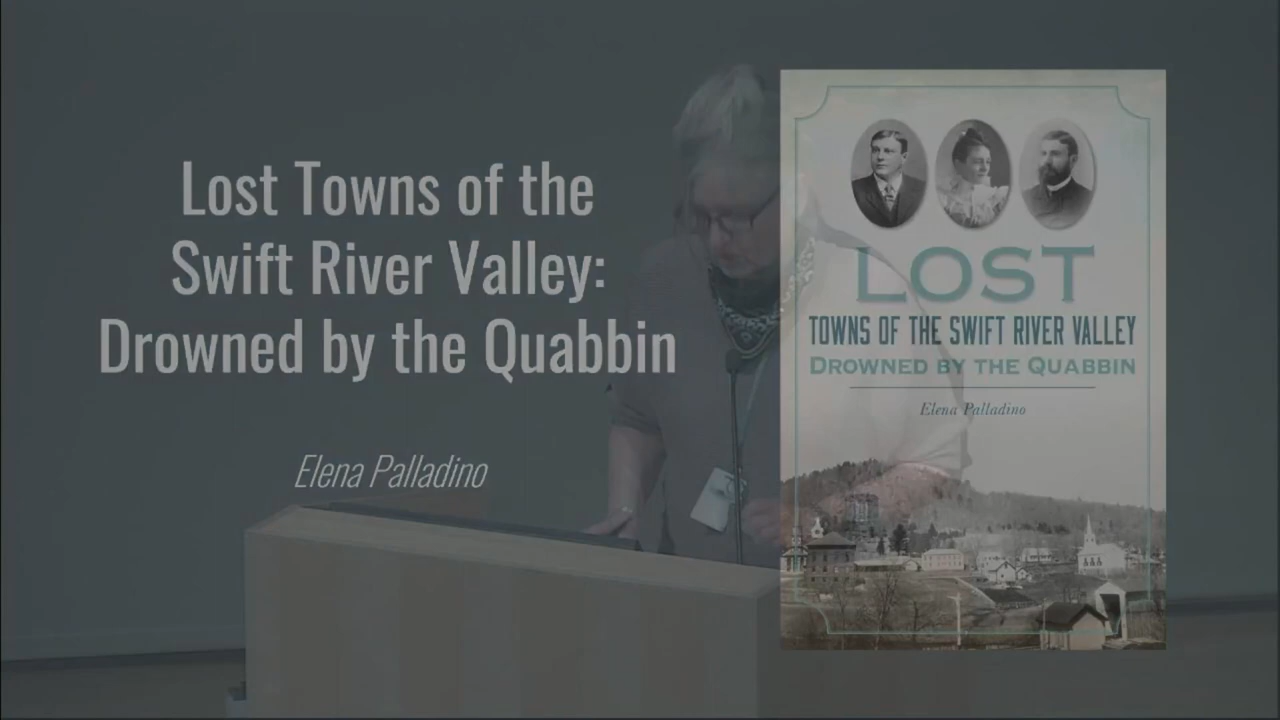 Lost Towns of the
Swift River Valley:
Drowned by the Quabbin
Elena Palladino
LOST
TOWNS OF THE SWIFT RIVER VALLEY
DROWNED BY THE QUABBIN
Elena Palladino